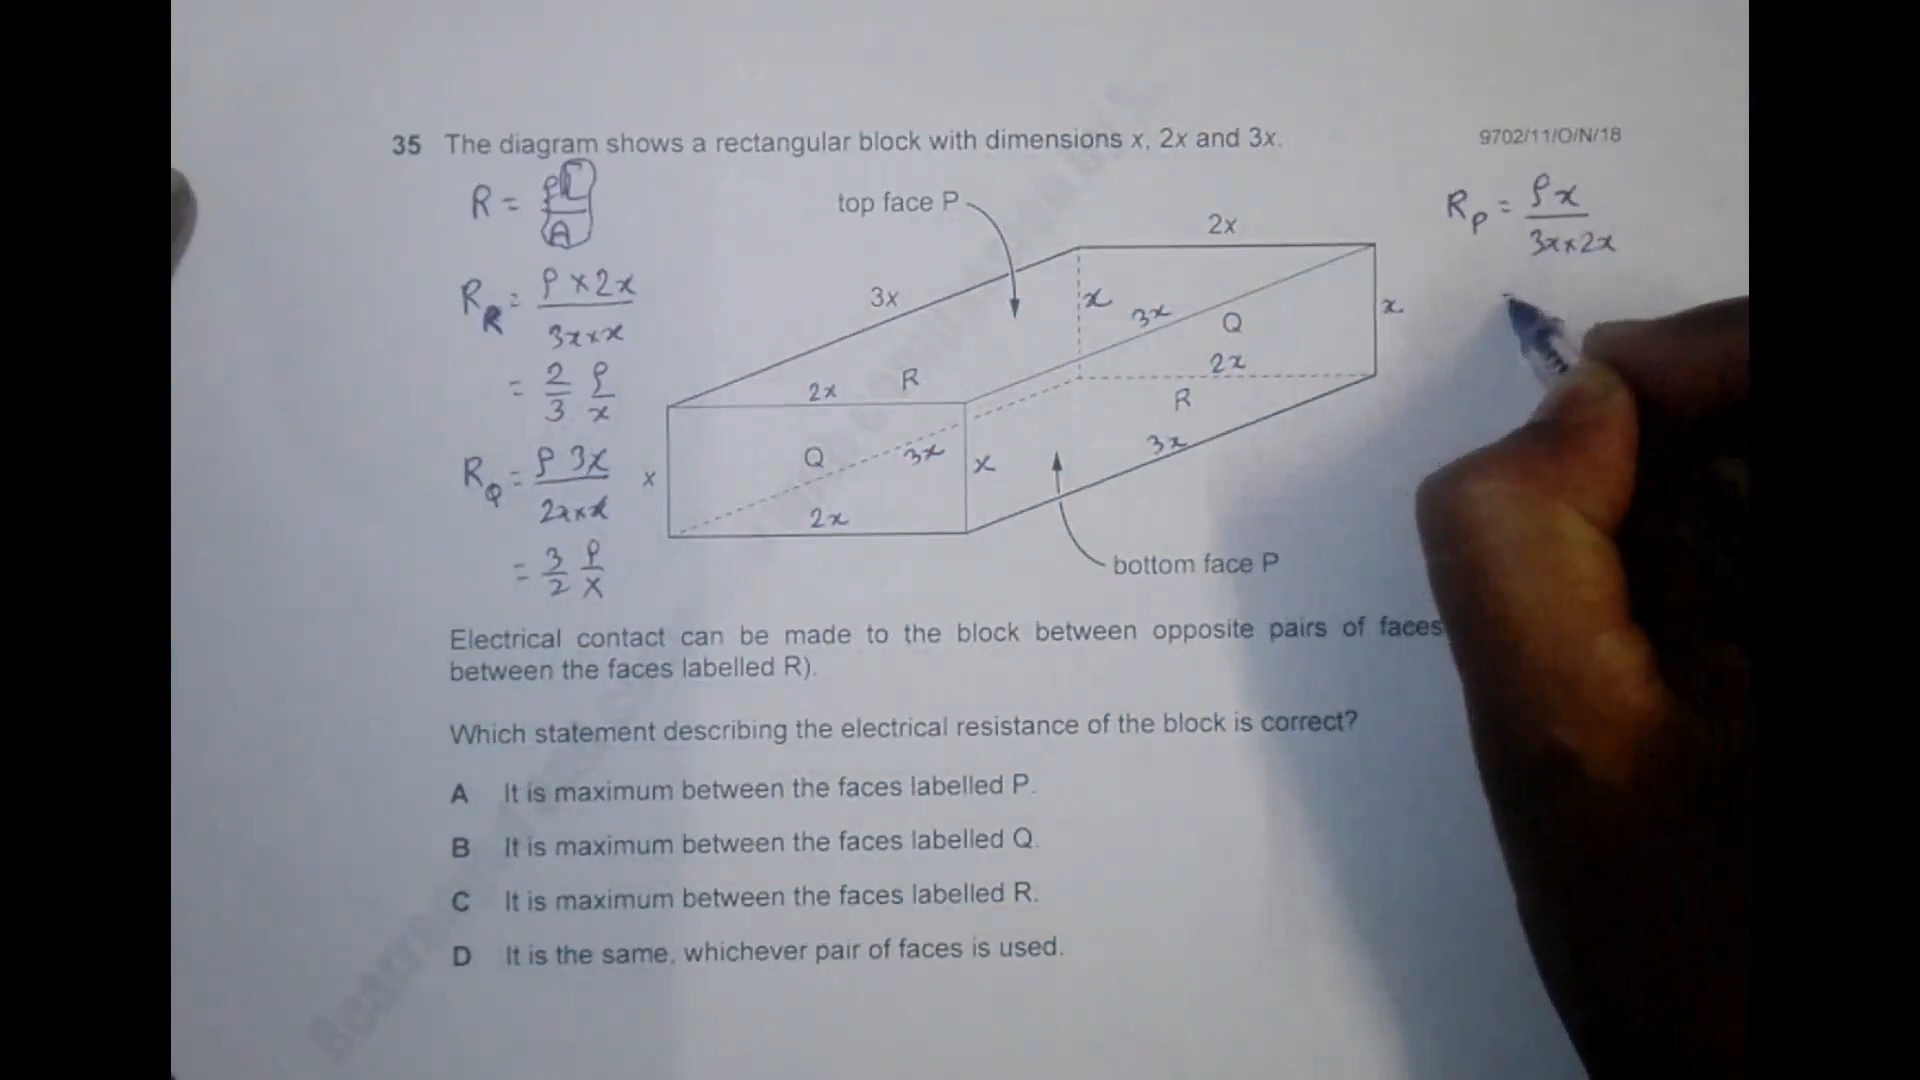 35 The diagram shows a rectangular block with dimensions x, 2x and 3x.
9702/11/O/N/18
R = ρL/A
top face P
2x
R_P = ρx/3x×2x
R_R = ρ×2x/3x×x
3x
x
3x
Q
x
= 2/3 ρ/x
2x
R
2x
R
R_Q = ρ3x/2x×x
x
Q
3x
x
3x
2x
= 3/2 ρ/x
bottom face P
Electrical contact can be made to the block between opposite pairs of faces
between the faces labelled R).
Which statement describing the electrical resistance of the block is correct?
A It is maximum between the faces labelled P.
B It is maximum between the faces labelled Q.
C It is maximum between the faces labelled R.
D It is the same, whichever pair of faces is used.